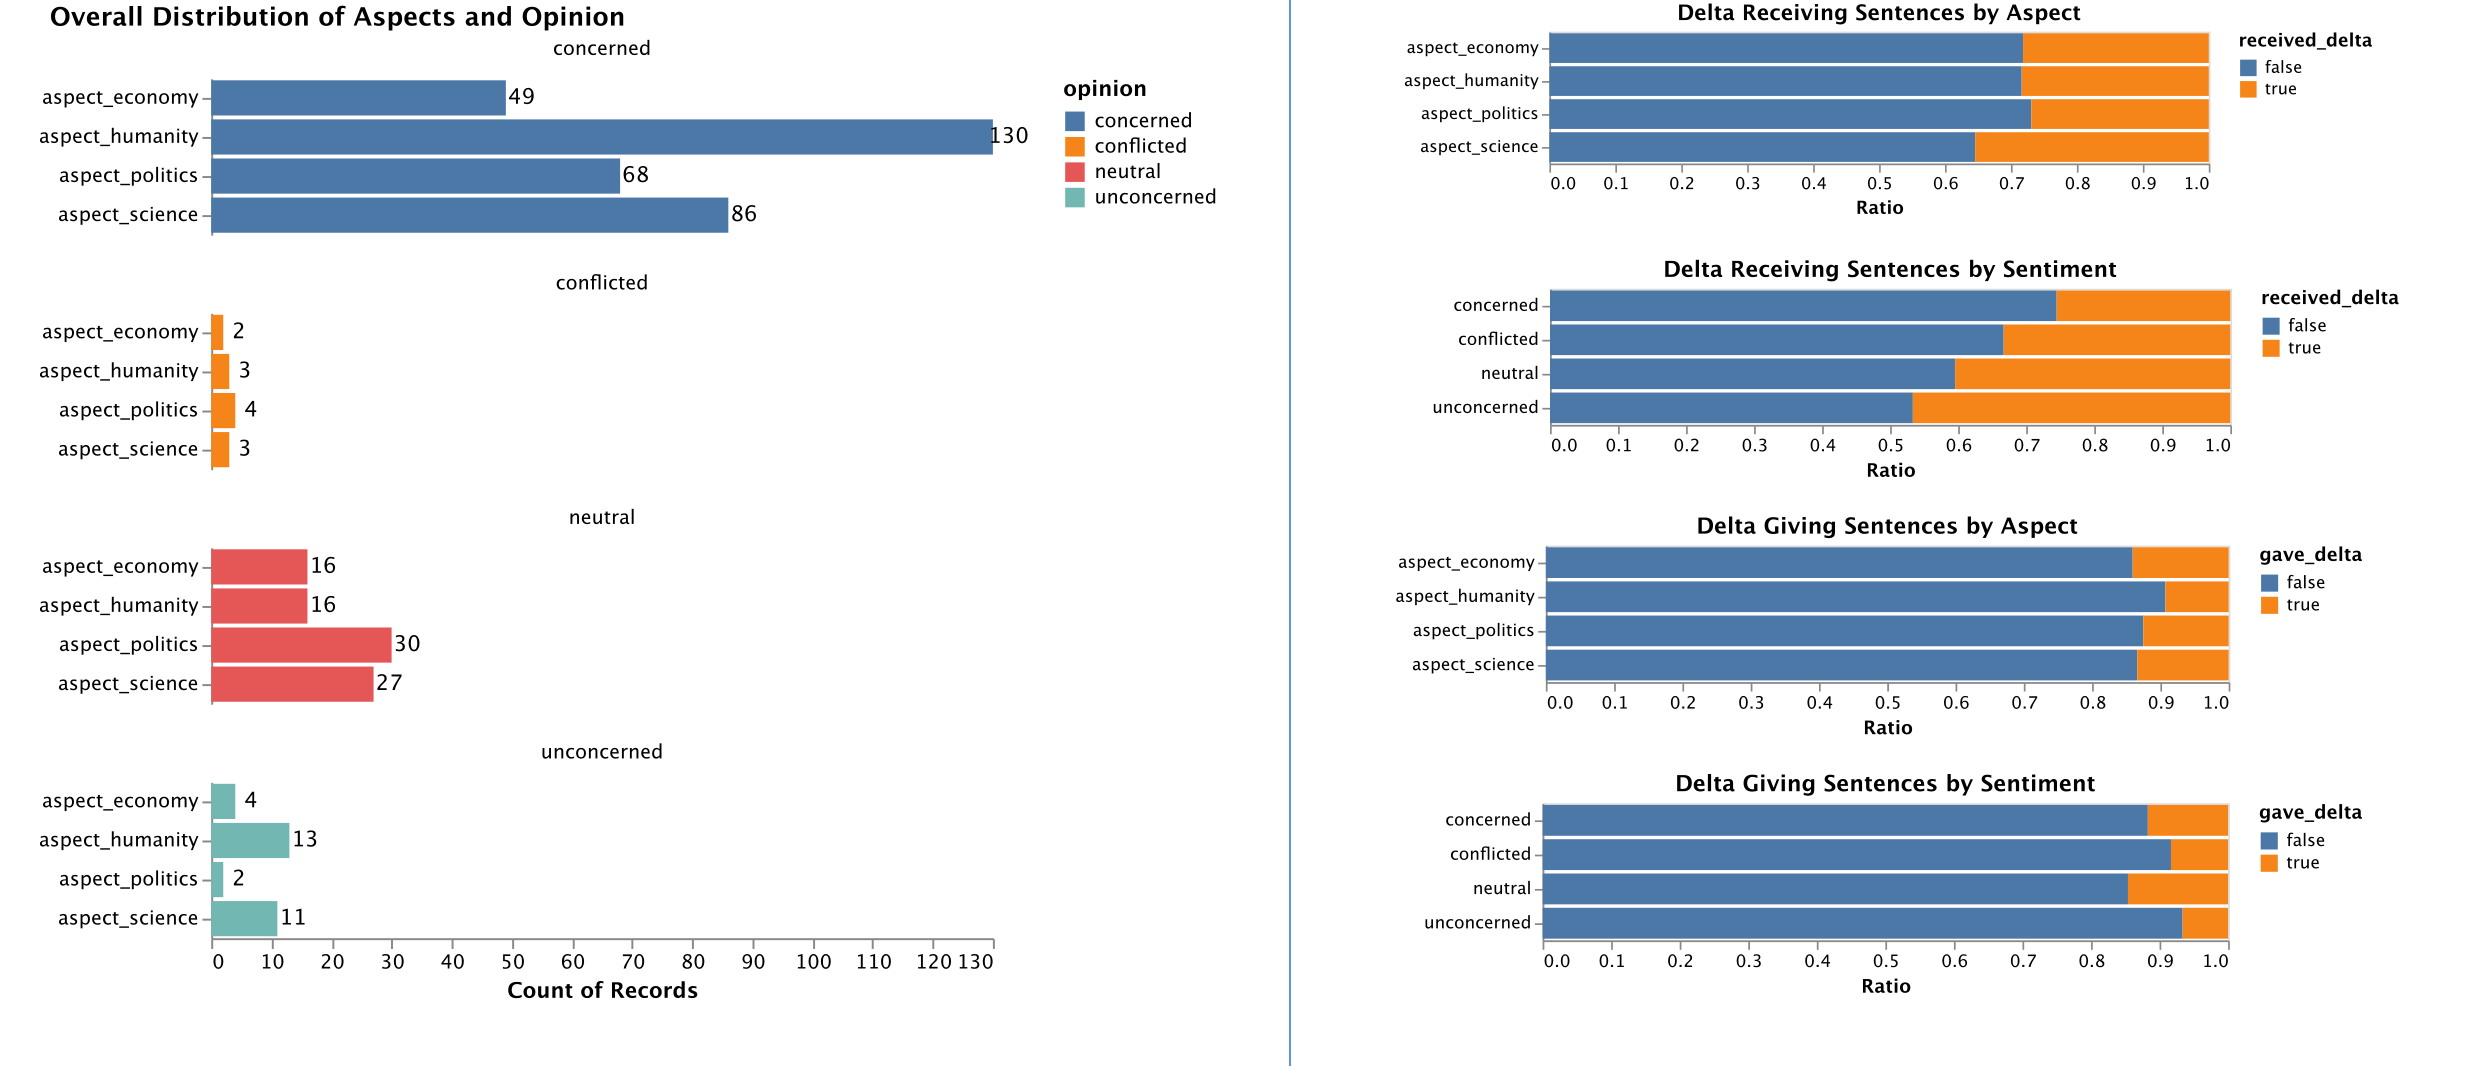 Overall Distribution of Aspects and Opinion
concerned
aspect_economy 49
aspect_humanity 130
aspect_politics 68
aspect_science 86
opinion
concerned
conflicted
neutral
unconcerned
conflicted
aspect_economy 2
aspect_humanity 3
aspect_politics 4
aspect_science 3
neutral
aspect_economy 16
aspect_humanity 16
aspect_politics 30
aspect_science 27
unconcerned
aspect_economy 4
aspect_humanity 13
aspect_politics 2
aspect_science 11
0 10 20 30 40 50 60 70 80 90 100 110 120 130
Count of Records
Delta Receiving Sentences by Aspect
aspect_economy
aspect_humanity
aspect_politics
aspect_science
0.0 0.1 0.2 0.3 0.4 0.5 0.6 0.7 0.8 0.9 1.0
Ratio
received_delta
false
true
Delta Receiving Sentences by Sentiment
concerned
conflicted
neutral
unconcerned
0.0 0.1 0.2 0.3 0.4 0.5 0.6 0.7 0.8 0.9 1.0
Ratio
received_delta
false
true
Delta Giving Sentences by Aspect
aspect_economy
aspect_humanity
aspect_politics
aspect_science
0.0 0.1 0.2 0.3 0.4 0.5 0.6 0.7 0.8 0.9 1.0
Ratio
gave_delta
false
true
Delta Giving Sentences by Sentiment
concerned
conflicted
neutral
unconcerned
0.0 0.1 0.2 0.3 0.4 0.5 0.6 0.7 0.8 0.9 1.0
Ratio
gave_delta
false
true